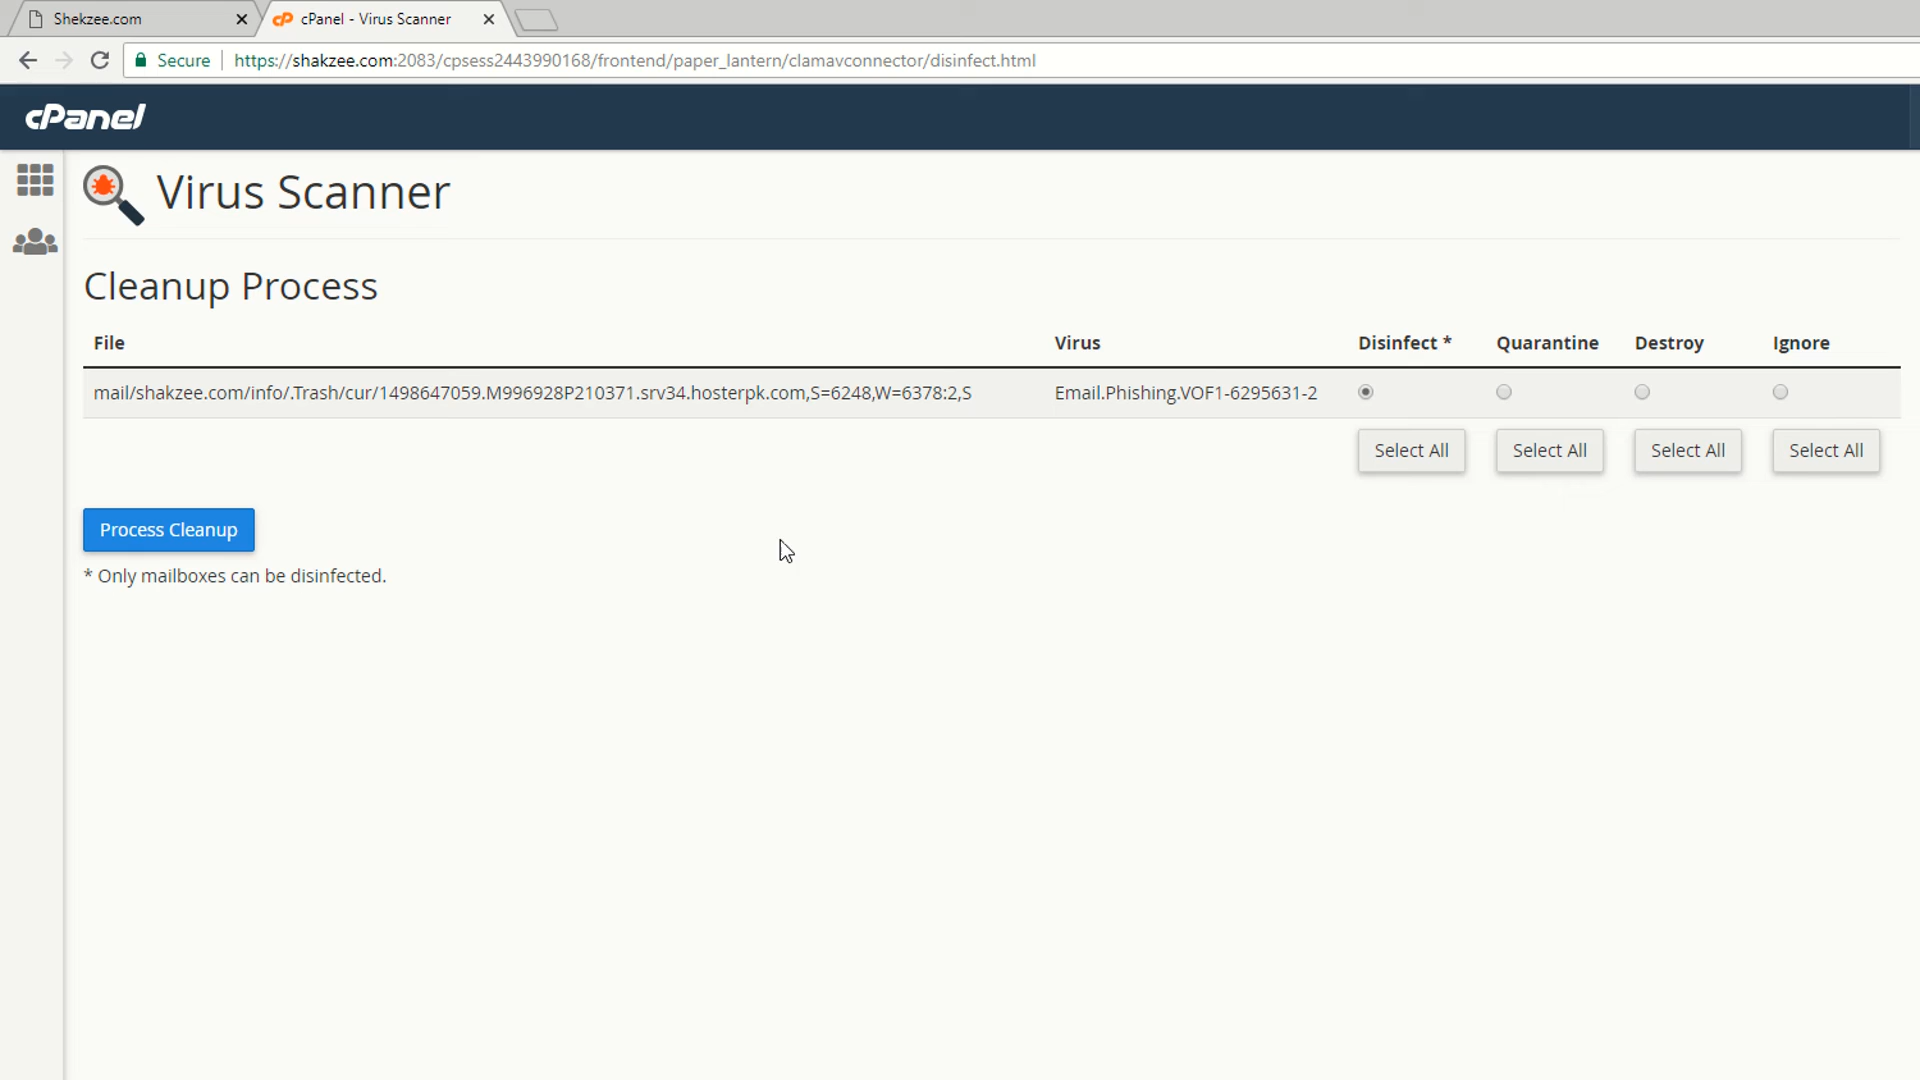 Shekzee.com
cPanel - Virus Scanner
Secure https://shakzee.com:2083/cpsess2443990168/frontend/paper_lantern/clamavconnector/disinfect.html
cPanel
Virus Scanner
Cleanup Process
File Virus Disinfect * Quarantine Destroy Ignore
mail/shakzee.com/info/.Trash/cur/1498647059.M996928P210371.srv34.hosterpk.com,S=6248,W=6378:2,S Email.Phishing.VOF1-6295631-2
Select All Select All Select All Select All
Process Cleanup
* Only mailboxes can be disinfected.